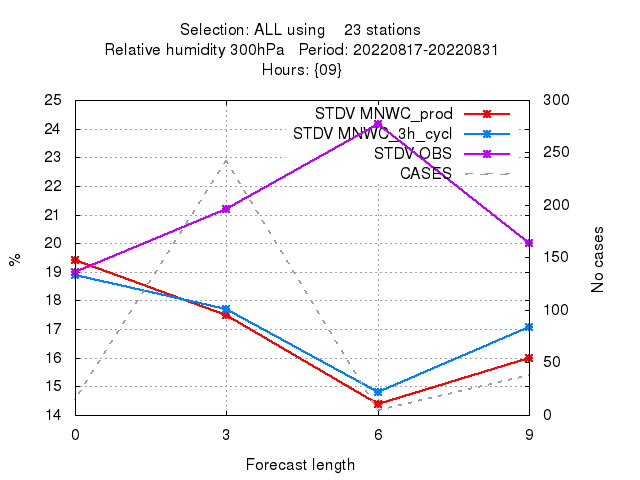 Selection: ALL using    23 stations
Relative humidity 300hPa   Period: 20220817-20220831
Hours: {09}
STDV MNWC_prod
STDV MNWC_3h_cycl
STDV OBS
CASES
25
24
23
22
21
20
19
18
17
16
15
14
%
300
250
200
150
100
50
0
No cases
0 3 6 9
Forecast length